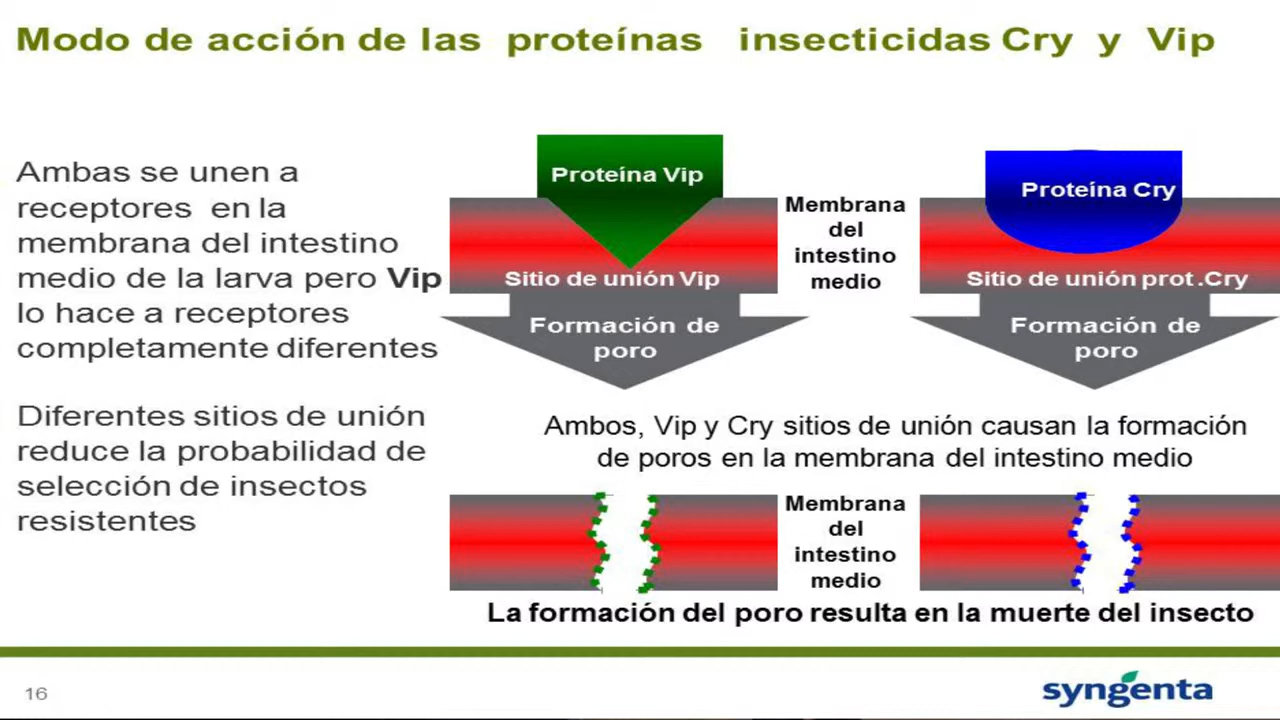 Modo de acción de las proteínas insecticidas Cry y Vip
Ambas se unen a
receptores en la
membrana del intestino
medio de la larva pero Vip
lo hace a receptores
completamente diferentes
Diferentes sitios de unión
reduce la probabilidad de
selección de insectos
resistentes
Proteína Vip
Sitio de unión Vip
Formación de
poro
Membrana
del
intestino
medio
Proteína Cry
Sitio de unión prot.Cry
Formación de
poro
Ambos, Vip y Cry sitios de unión causan la formación
de poros en la membrana del intestino medio
Membrana
del
intestino
medio
La formación del poro resulta en la muerte del insecto
16
syngenta